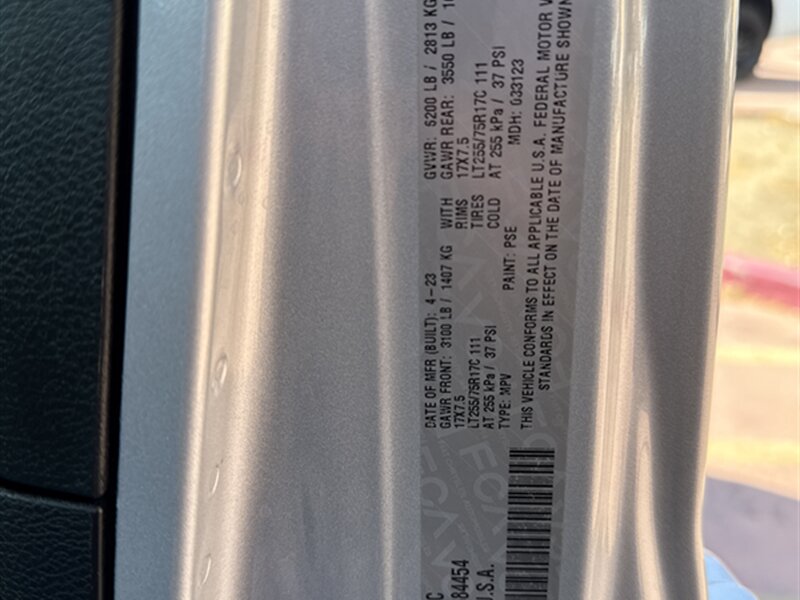 DATE OF MFR (BUILT): 4-23 GVWR: 6200 LB / 2813 KG
GAWR FRONT: 3100 LB / 1407 KG WITH GAWR REAR: 3550 LB /
17X7.5 RIMS 17X7.5
LT255/75R17C 111 TIRES LT255/75R17C 111
AT 255 kPa / 37 PSI COLD AT 255 kPa / 37 PSI
TYPE: MPV PAINT: PSE MDH: 033123
THIS VEHICLE CONFORMS TO ALL APPLICABLE U.S.A. FEDERAL MOTOR V
STANDARDS IN EFFECT ON THE DATE OF MANUFACTURE SHOWN
C
84454
U.S.A.